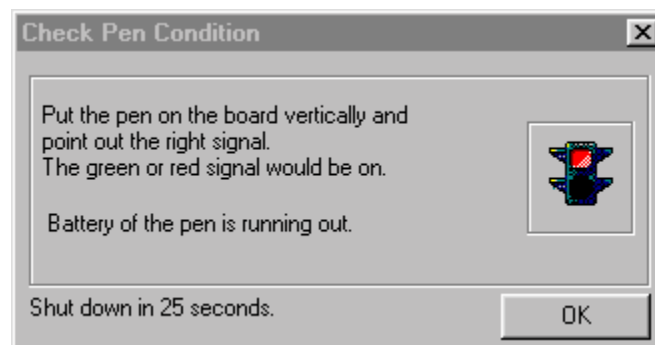 Check Pen Condition
Put the pen on the board vertically and
point out the right signal.
The green or red signal would be on.
Battery of the pen is running out.
Shut down in 25 seconds.
OK